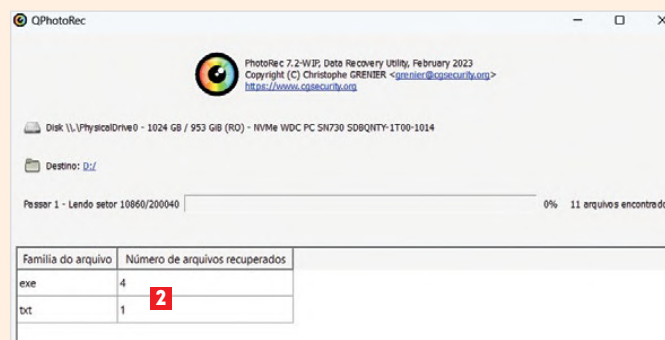 QPhotoRec
PhotoRec 7.2-WIP, Data Recovery Utility, February 2023
Copyright (C) Christophe GRENIER <grenier@cgsecurity.org>
https://www.cgsecurity.org
Disk \\.\PhysicalDrive0 - 1024 GB / 953 GiB (RO) - NVMe WDC PC SN730 SDBQNTY-1T00-1014
Destino: D:/
Passar 1 - Lendo setor 10860/200040 0% 11 arquivos encontrado
Família do arquivo Número de arquivos recuperados
exe 4
2
txt 1